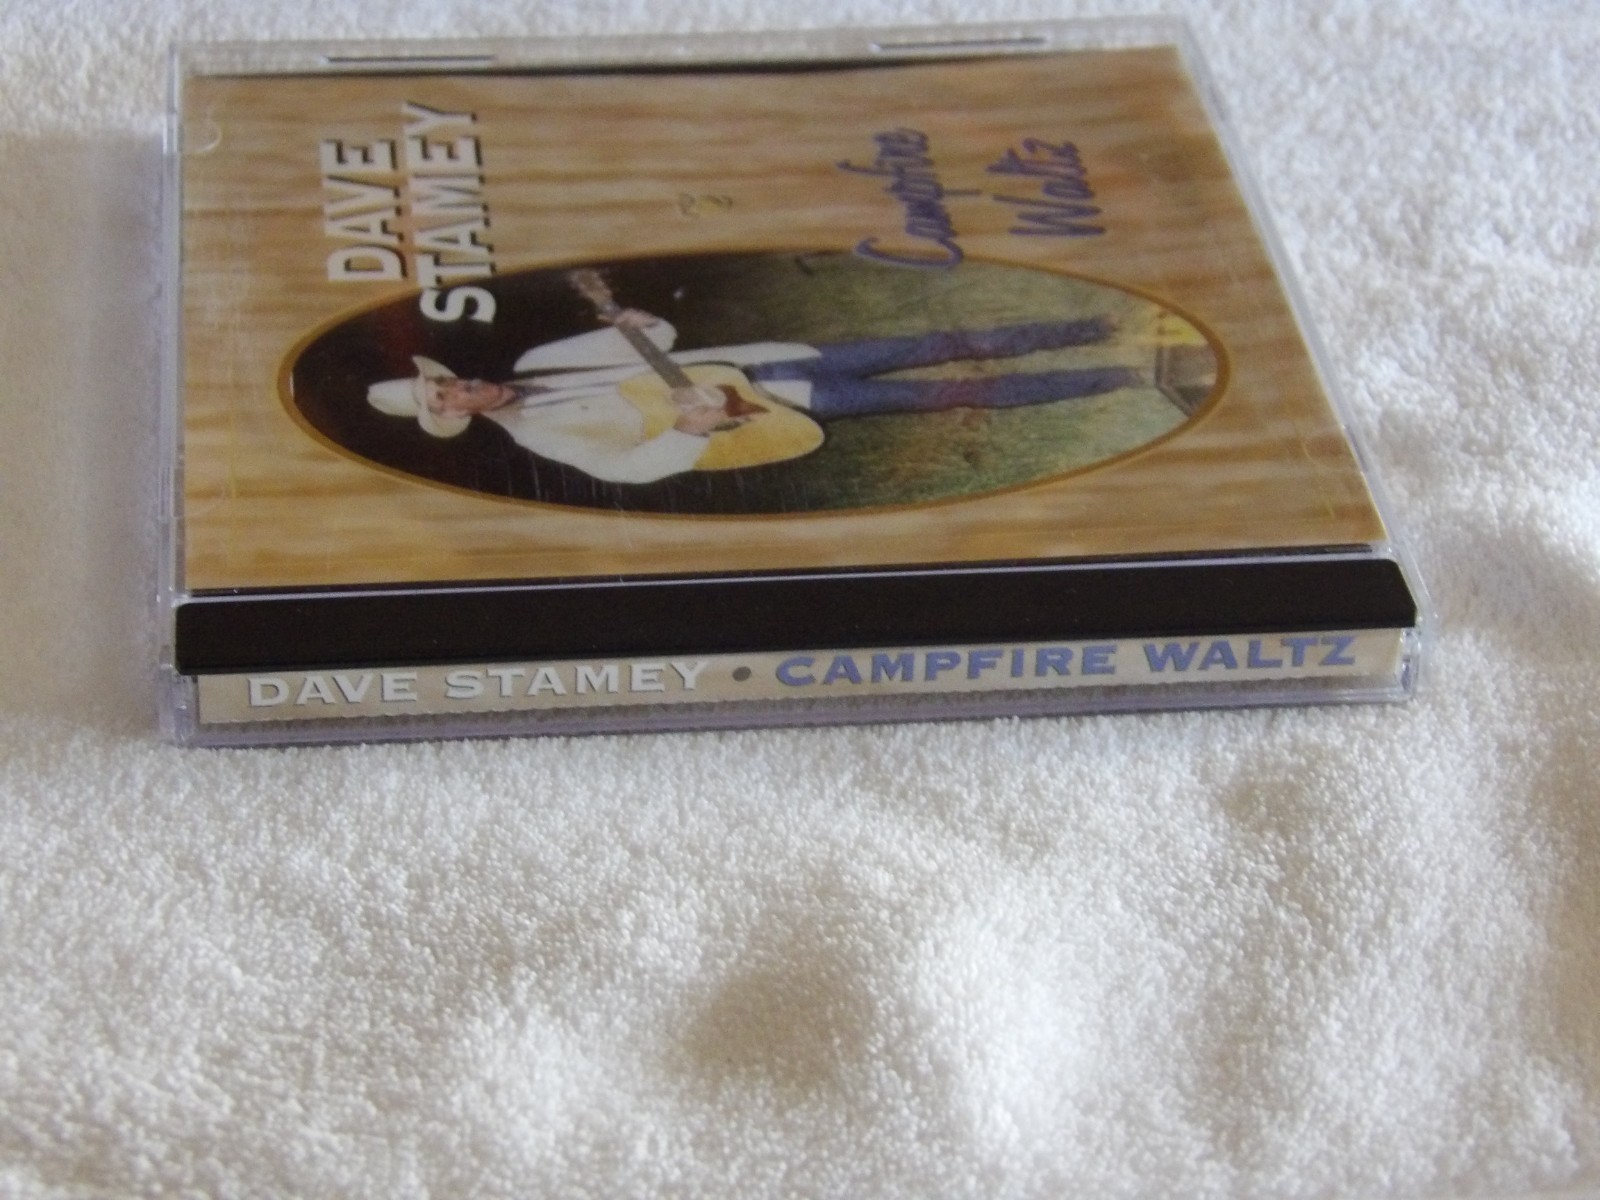 DAVE
STAMEY
Campfire
Waltz
DAVE STAMEY • CAMPFIRE WALTZ